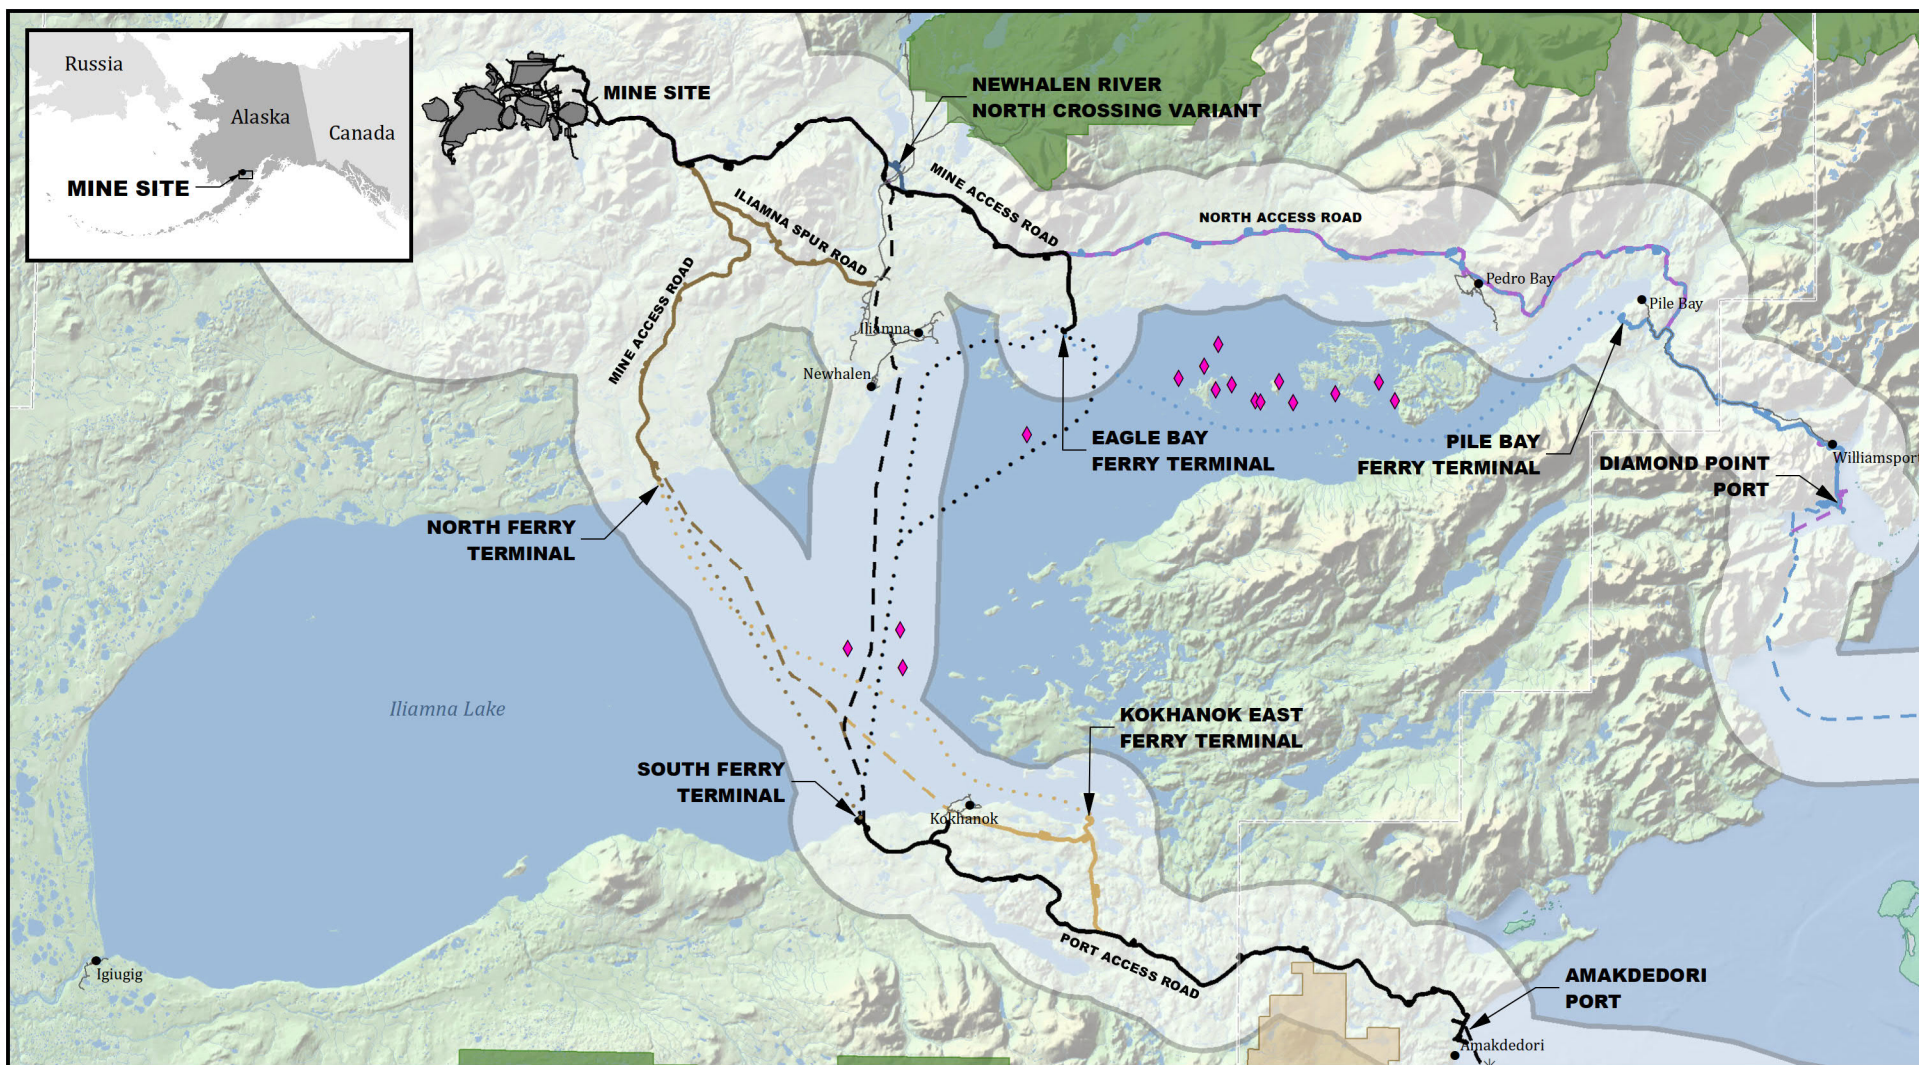 Russia
Alaska
Canada
MINE SITE
MINE SITE
NEWHALEN RIVER
NORTH CROSSING VARIANT
MINE ACCESS ROAD
ILIAMNA SPUR ROAD
NORTH ACCESS ROAD
MINE ACCESS ROAD
Pedro Bay
Pile Bay
Iliamna
Newhalen
EAGLE BAY
FERRY TERMINAL
PILE BAY
FERRY TERMINAL
Williamsport
DIAMOND POINT
PORT
NORTH FERRY
TERMINAL
Iliamna Lake
KOKHANOK EAST
FERRY TERMINAL
SOUTH FERRY
TERMINAL
Kokhanok
PORT ACCESS ROAD
Igiugig
AMAKDEDORI
PORT
Amakdedori